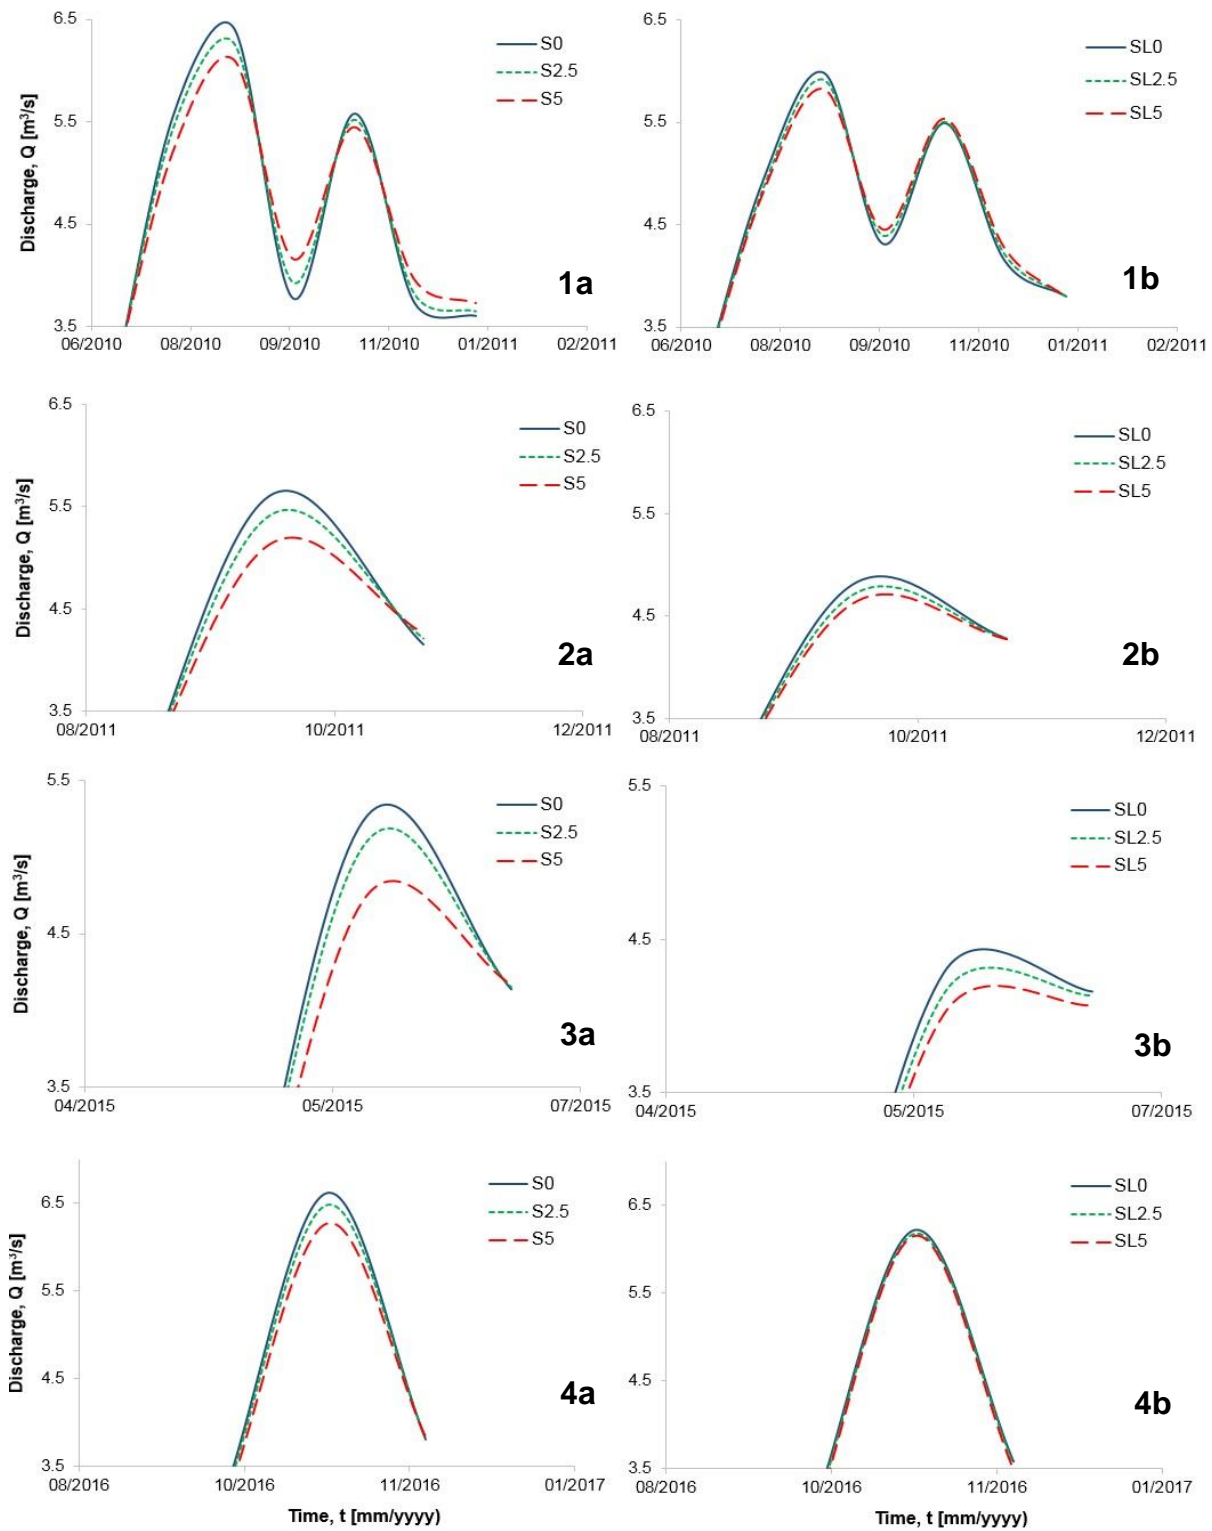 6.5
5.5
4.5
3.5
Discharge, Q [m³/s]
S0
S2.5
S5
1a
06/2010 08/2010 09/2010 11/2010 01/2011 02/2011
6.5
5.5
4.5
3.5
SL0
SL2.5
SL5
1b
06/2010 08/2010 09/2010 11/2010 01/2011 02/2011
6.5
5.5
4.5
3.5
Discharge, Q [m³/s]
S0
S2.5
S5
2a
08/2011 10/2011 12/2011
6.5
5.5
4.5
3.5
SL0
SL2.5
SL5
2b
08/2011 10/2011 12/2011
5.5
4.5
3.5
Discharge, Q [m³/s]
S0
S2.5
S5
3a
04/2015 05/2015 07/2015
5.5
4.5
3.5
SL0
SL2.5
SL5
3b
04/2015 05/2015 07/2015
6.5
5.5
4.5
3.5
Discharge, Q [m³/s]
S0
S2.5
S5
4a
08/2016 10/2016 11/2016 01/2017
Time, t [mm/yyyy]
6.5
5.5
4.5
3.5
SL0
SL2.5
SL5
4b
08/2016 10/2016 11/2016 01/2017
Time, t [mm/yyyy]